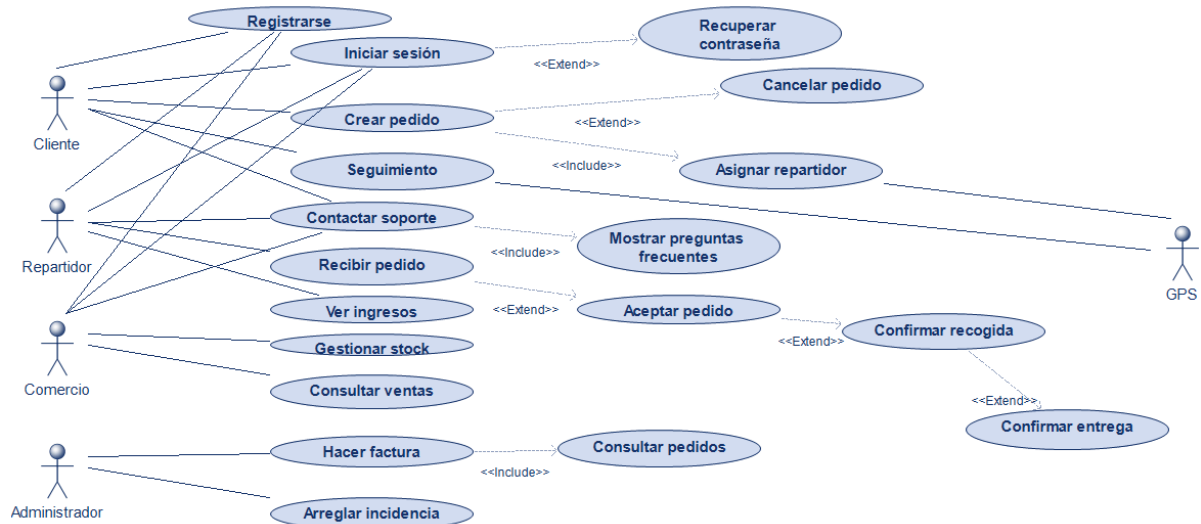 Registrarse
Recuperar
contraseña
Iniciar sesión
<<Extend>>
Cancelar pedido
Crear pedido
<<Extend>>
Cliente
<<Include>>
Seguimiento
Asignar repartidor
Contactar soporte
Mostrar preguntas
frecuentes
<<Include>>
Repartidor
Recibir pedido
GPS
Ver ingresos
<<Extend>>
Aceptar pedido
Confirmar recogida
<<Extend>>
Gestionar stock
Comercio
Consultar ventas
<<Extend>>
Confirmar entrega
Hacer factura
Consultar pedidos
<<Include>>
Administrador
Arreglar incidencia